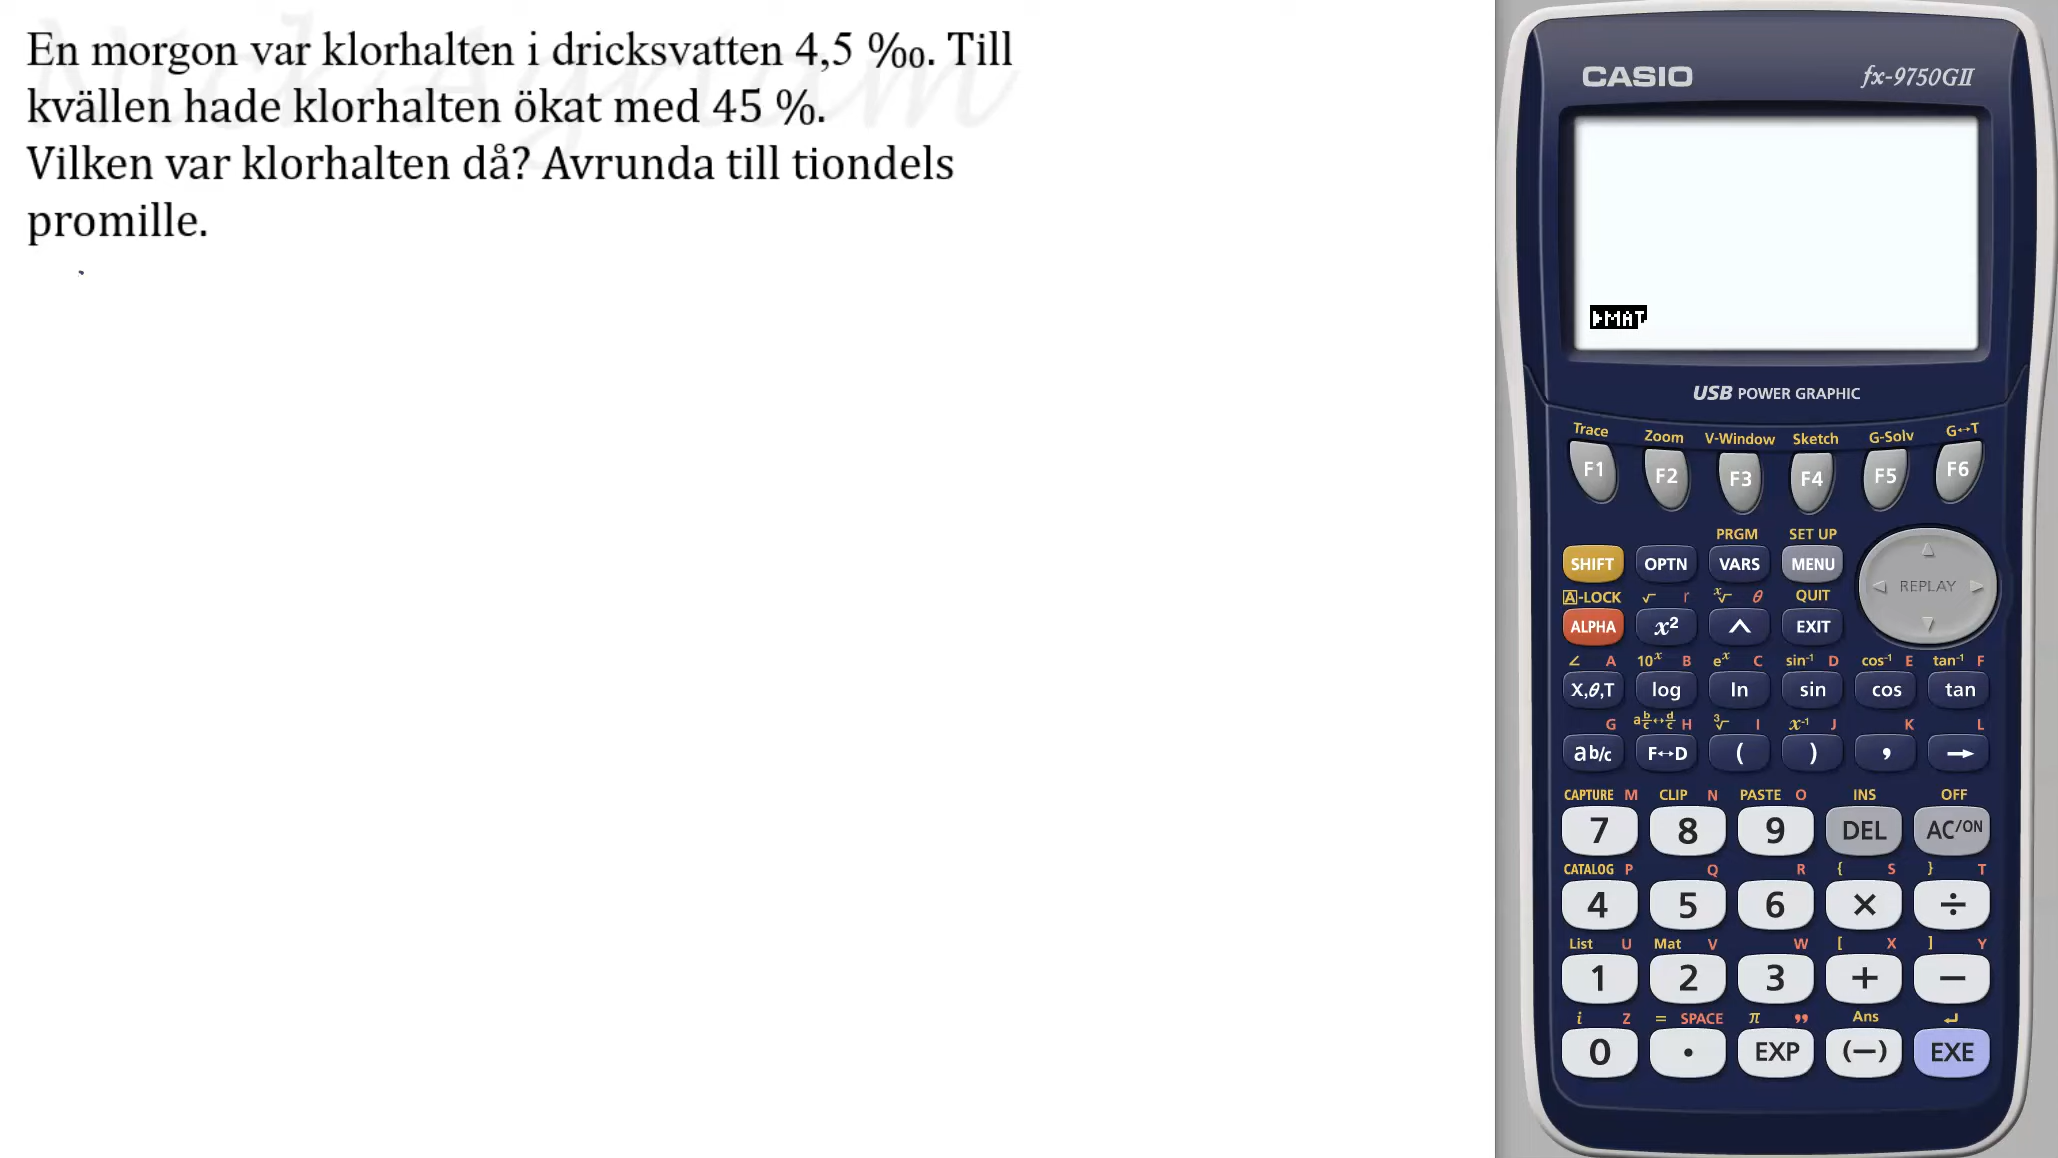 En morgon var klorhalten i dricksvatten 4,5 ‰. Till
kvällen hade klorhalten ökat med 45 %.
Vilken var klorhalten då? Avrunda till tiondels
promille.
CASIO fx-9750GII
▶MAT
USB POWER GRAPHIC
Trace Zoom V-Window Sketch G-Solv G↔T
F1 F2 F3 F4 F5 F6
PRGM SET UP
SHIFT OPTN VARS MENU
REPLAY
A-LOCK √ r ˣ√ θ QUIT
ALPHA x² ^ EXIT
∠ A 10ˣ B eˣ C sin⁻¹ D cos⁻¹ E tan⁻¹ F
X,θ,T log ln sin cos tan
G a b/c↔d/c H ³√ I x⁻¹ J K L
a b/c F↔D ( ) , →
CAPTURE M CLIP N PASTE O INS OFF
7 8 9 DEL AC/ON
CATALOG P Q R { S } T
4 5 6 × ÷
List U Mat V W [ X ] Y
1 2 3 + −
i Z = SPACE π ” Ans ↵
0 • EXP (−) EXE